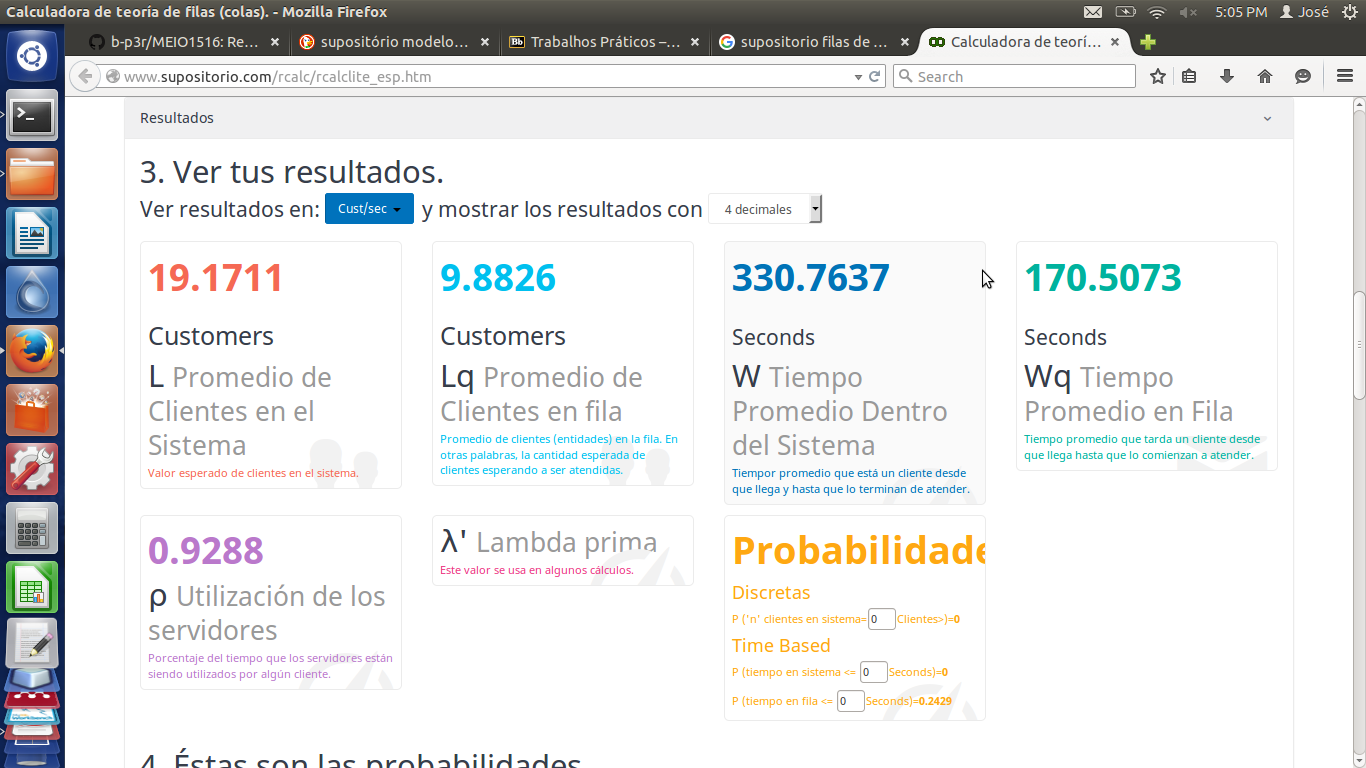 Calculadora de teoría de filas (colas). - Mozilla Firefox
5:05 PM
José
b-p3r/MEIO1516: Re...
supositório modelo...
Bb
Trabalhos Práticos –...
supositorio filas de ...
Calculadora de teorí...
www.supositorio.com/rcalc/rcalclite_esp.htm
Search
Resultados
3. Ver tus resultados.
Ver resultados en: Cust/sec y mostrar los resultados con 4 decimales
19.1711
Customers
L Promedio de
Clientes en el
Sistema
Valor esperado de clientes en el sistema.
9.8826
Customers
Lq Promedio de
Clientes en fila
Promedio de clientes (entidades) en la fila. En
otras palabras, la cantidad esperada de
clientes esperando a ser atendidas.
330.7637
Seconds
W Tiempo
Promedio Dentro
del Sistema
Tiempor promedio que está un cliente desde
que llega y hasta que lo terminan de atender.
170.5073
Seconds
Wq Tiempo
Promedio en Fila
Tiempo promedio que tarda un cliente desde
que llega hasta que lo comienzan a atender.
0.9288
ρ Utilización de los
servidores
Porcentaje del tiempo que los servidores están
siendo utilizados por algún cliente.
λ' Lambda prima
Este valor se usa en algunos cálculos.
Probabilidade
Discretas
P ('n' clientes en sistema= 0 Clientes>)=0
Time Based
P (tiempo en sistema <= 0 Seconds)=0
P (tiempo en fila <= 0 Seconds)=0.2429
4. Éstas son las probabilidades